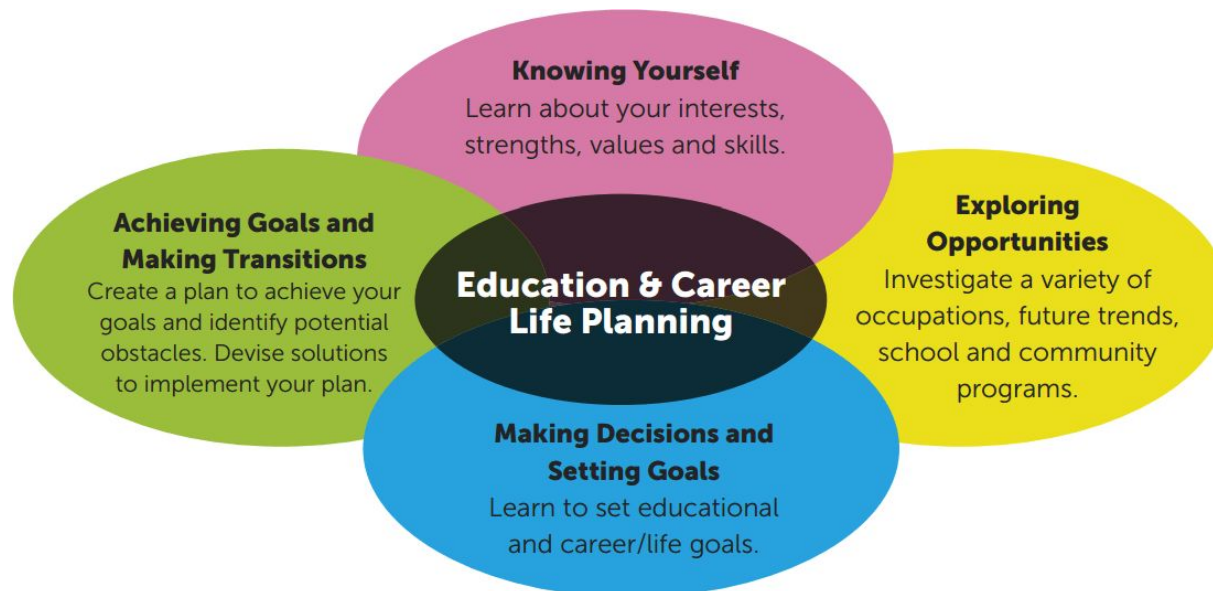 Knowing Yourself
Learn about your interests,
strengths, values and skills.
Achieving Goals and
Making Transitions
Create a plan to achieve your
goals and identify potential
obstacles. Devise solutions
to implement your plan.
Education & Career
Life Planning
Exploring
Opportunities
Investigate a variety of
occupations, future trends,
school and community
programs.
Making Decisions and
Setting Goals
Learn to set educational
and career/life goals.